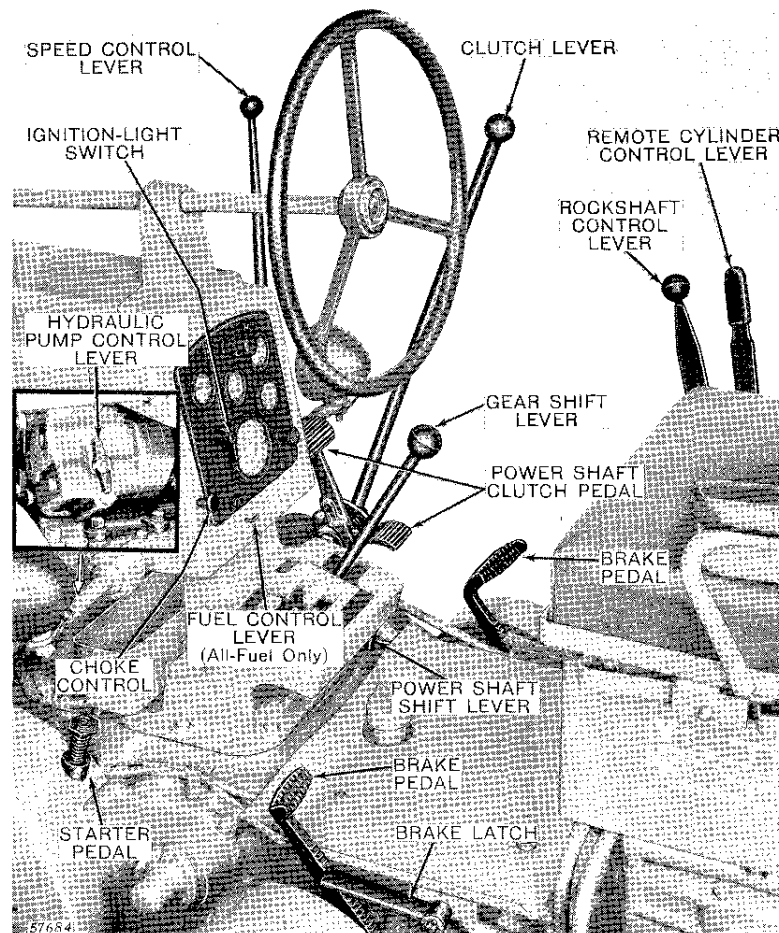 SPEED CONTROL
LEVER
CLUTCH LEVER
IGNITION-LIGHT
SWITCH
REMOTE CYLINDER
CONTROL LEVER
ROCKSHAFT
CONTROL
LEVER
HYDRAULIC
PUMP CONTROL
LEVER
GEAR SHIFT
LEVER
POWER SHAFT
CLUTCH PEDAL
BRAKE
PEDAL
FUEL CONTROL
LEVER
(All-Fuel Only)
CHOKE
CONTROL
POWER SHAFT
SHIFT LEVER
BRAKE
PEDAL
STARTER
PEDAL
BRAKE LATCH
57684